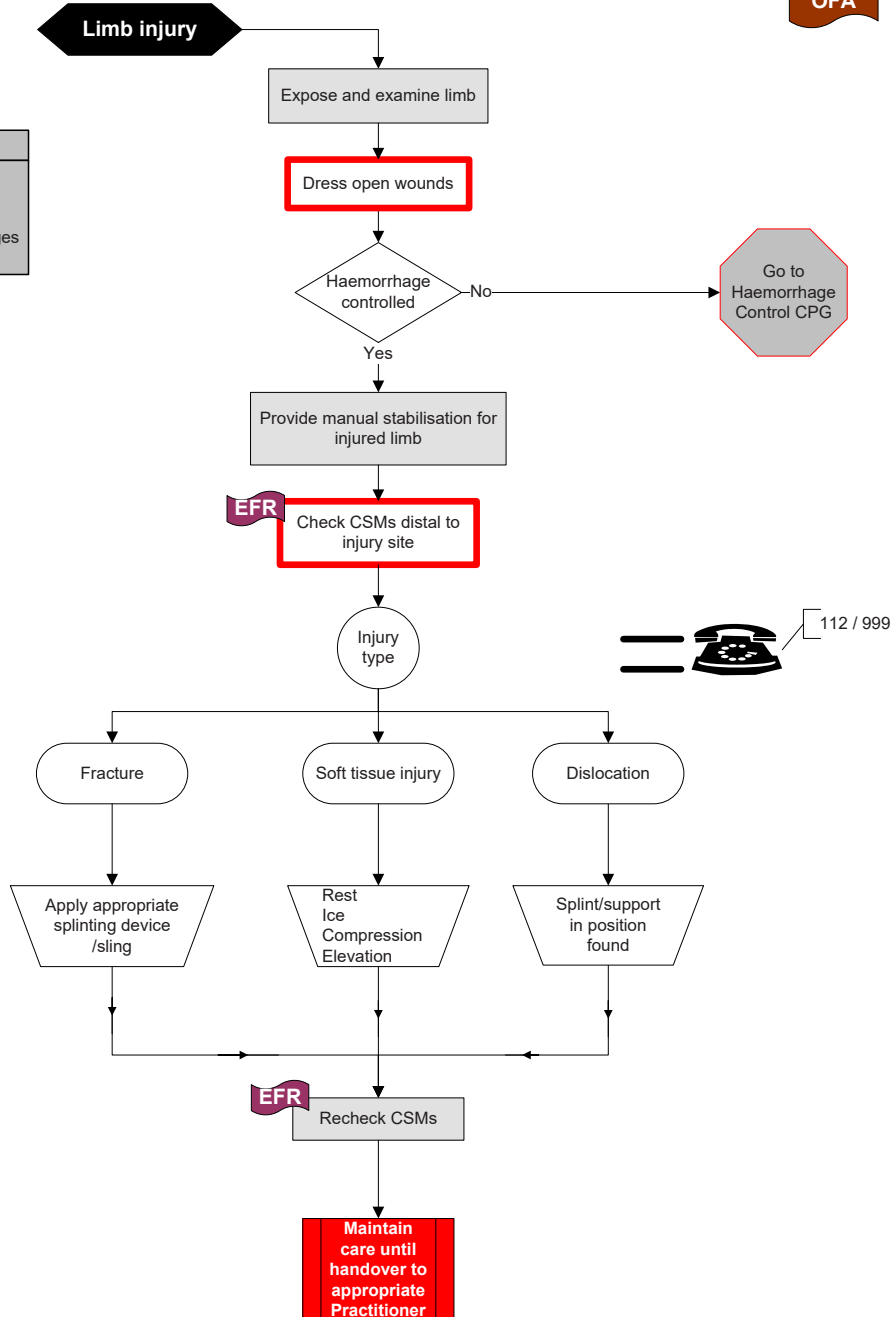 OFA
Limb injury
Expose and examine limb
Dress open wounds
Haemorrhage
controlled
No
Go to
Haemorrhage
Control CPG
Yes
Provide manual stabilisation for
injured limb
EFR
Check CSMs distal to
injury site
Injury
type
112 / 999
Fracture
Soft tissue injury
Dislocation
Apply appropriate
splinting device
/sling
Rest
Ice
Compression
Elevation
Splint/support
in position
found
EFR
Recheck CSMs
Maintain
care until
handover to
appropriate
Practitioner